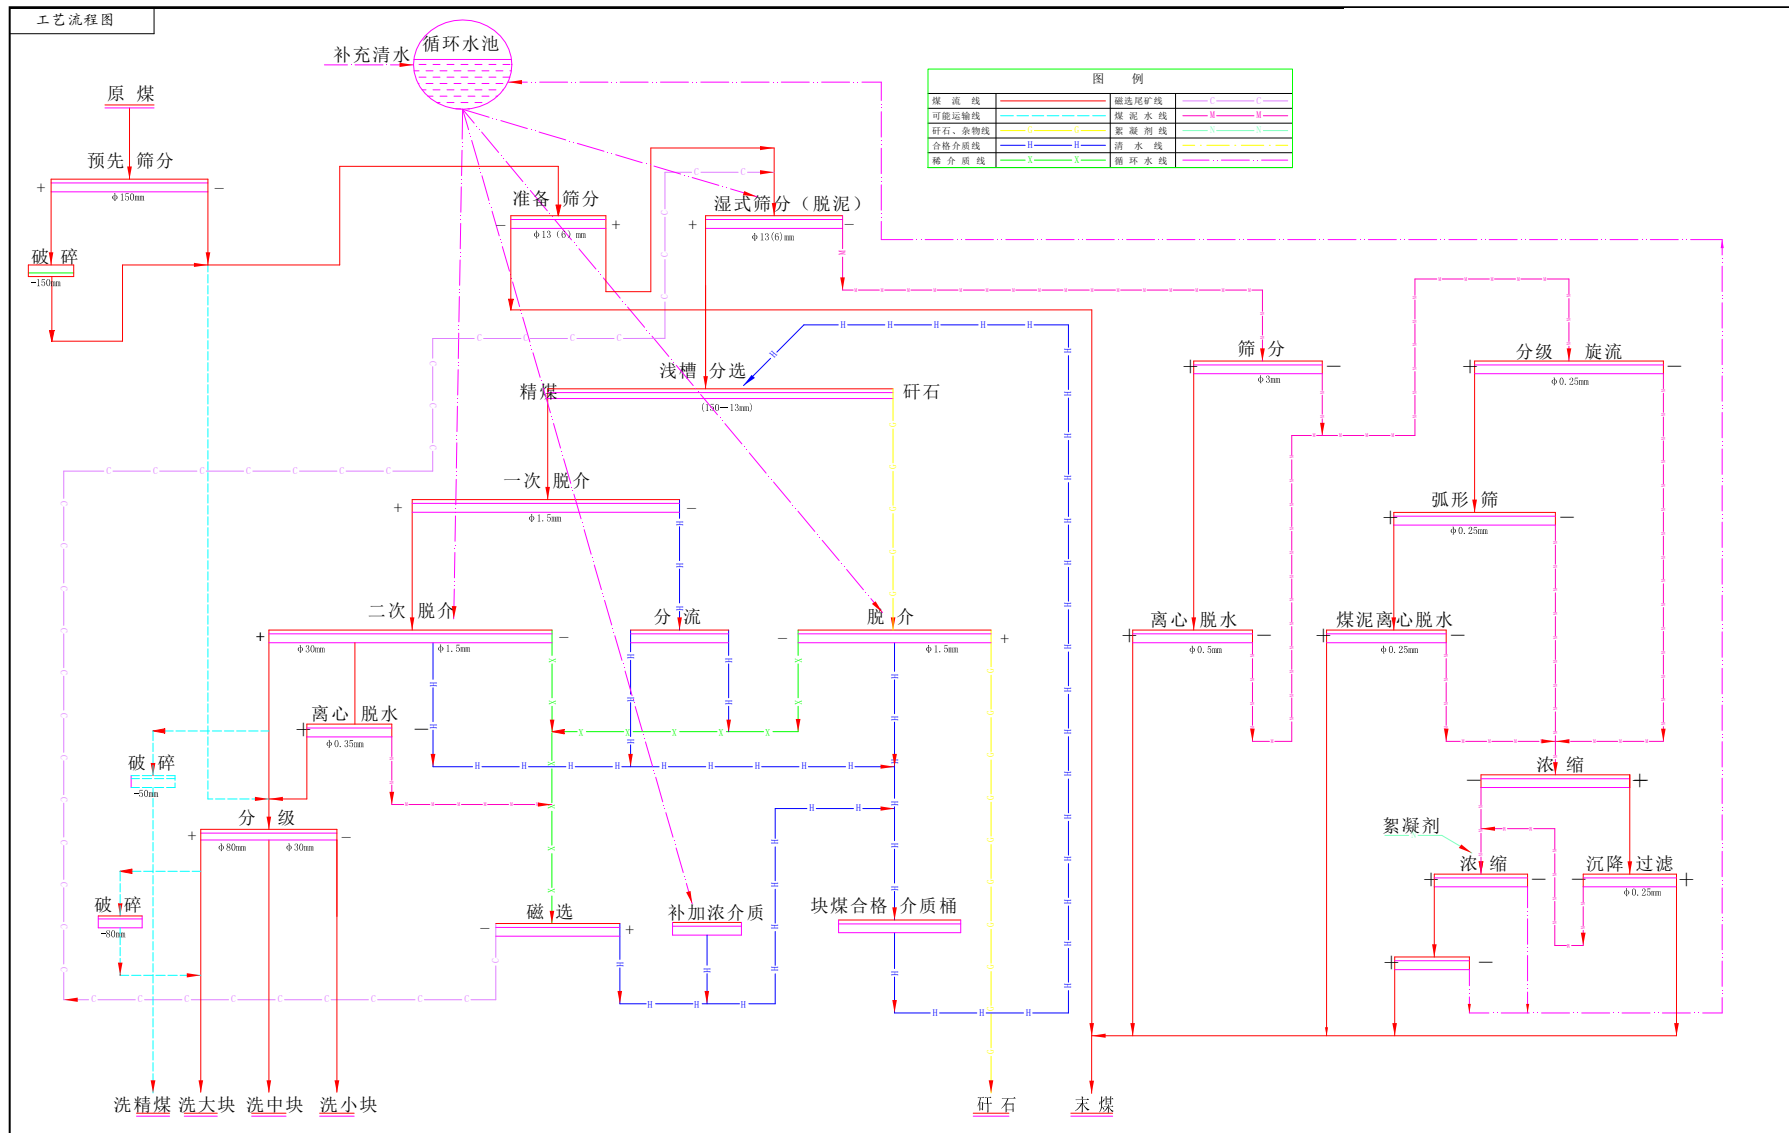 工艺流程图
循环水池
补充清水
原煤
图 例
煤流线
磁选尾矿线
可能运输线
煤泥水线
矸石、杂物线
絮凝剂线
合格介质线
清水线
稀介质线
循环水线
预先筛分
+
−
φ150mm
准备筛分
−
+
φ13(6)mm
湿式筛分(脱泥)
+
−
φ13(6)mm
破碎
−150mm
筛分
+
−
φ3mm
分级旋流
+
−
φ0.25mm
浅槽分选
精煤
矸石
(150−13mm)
一次脱介
+
−
φ1.5mm
弧形筛
+
−
φ0.25mm
二次脱介
+
−
φ30mm
φ1.5mm
分流
脱介
−
+
φ1.5mm
离心脱水
+
−
φ0.5mm
煤泥离心脱水
+
−
φ0.25mm
离心脱水
+
−
φ0.35mm
破碎
−50mm
浓缩
−
+
分级
+
−
φ80mm
φ30mm
絮凝剂
浓缩
+
−
沉降过滤
−
+
φ0.25mm
破碎
−80mm
磁选
−
+
补加浓介质
块煤合格介质桶
+
−
洗精煤
洗大块
洗中块
洗小块
矸石
末煤